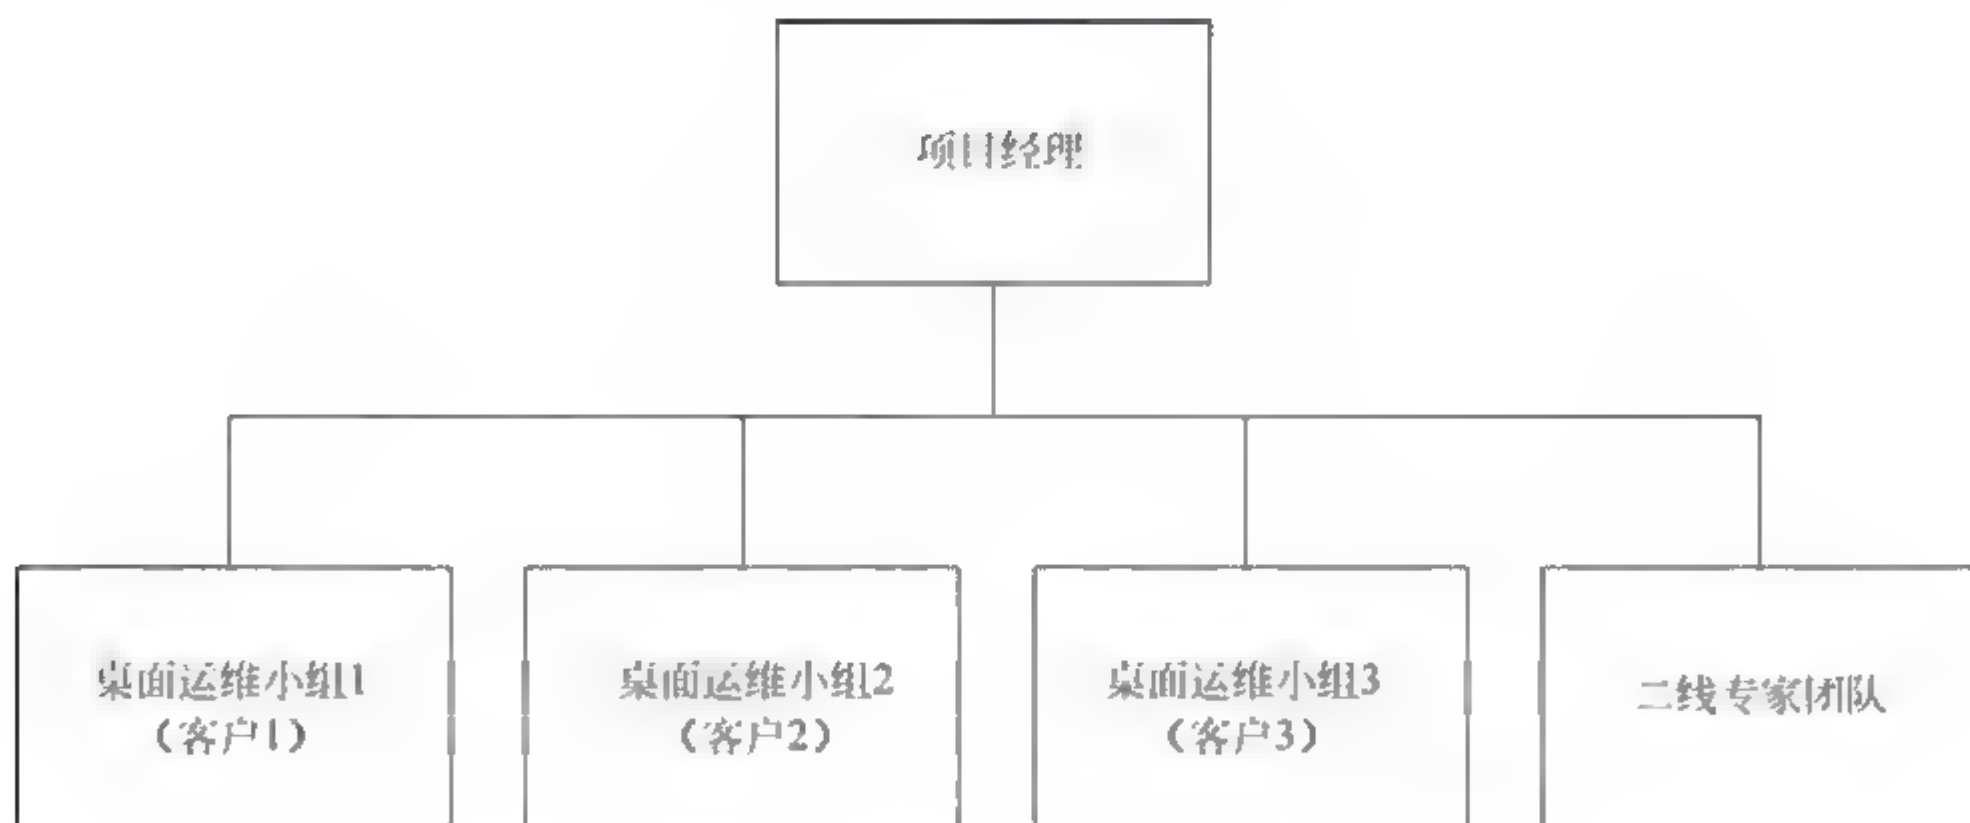 项目经理
桌面运维小组1
（客户1）
桌面运维小组2
（客户2）
桌面运维小组3
（客户3）
二线专家团队